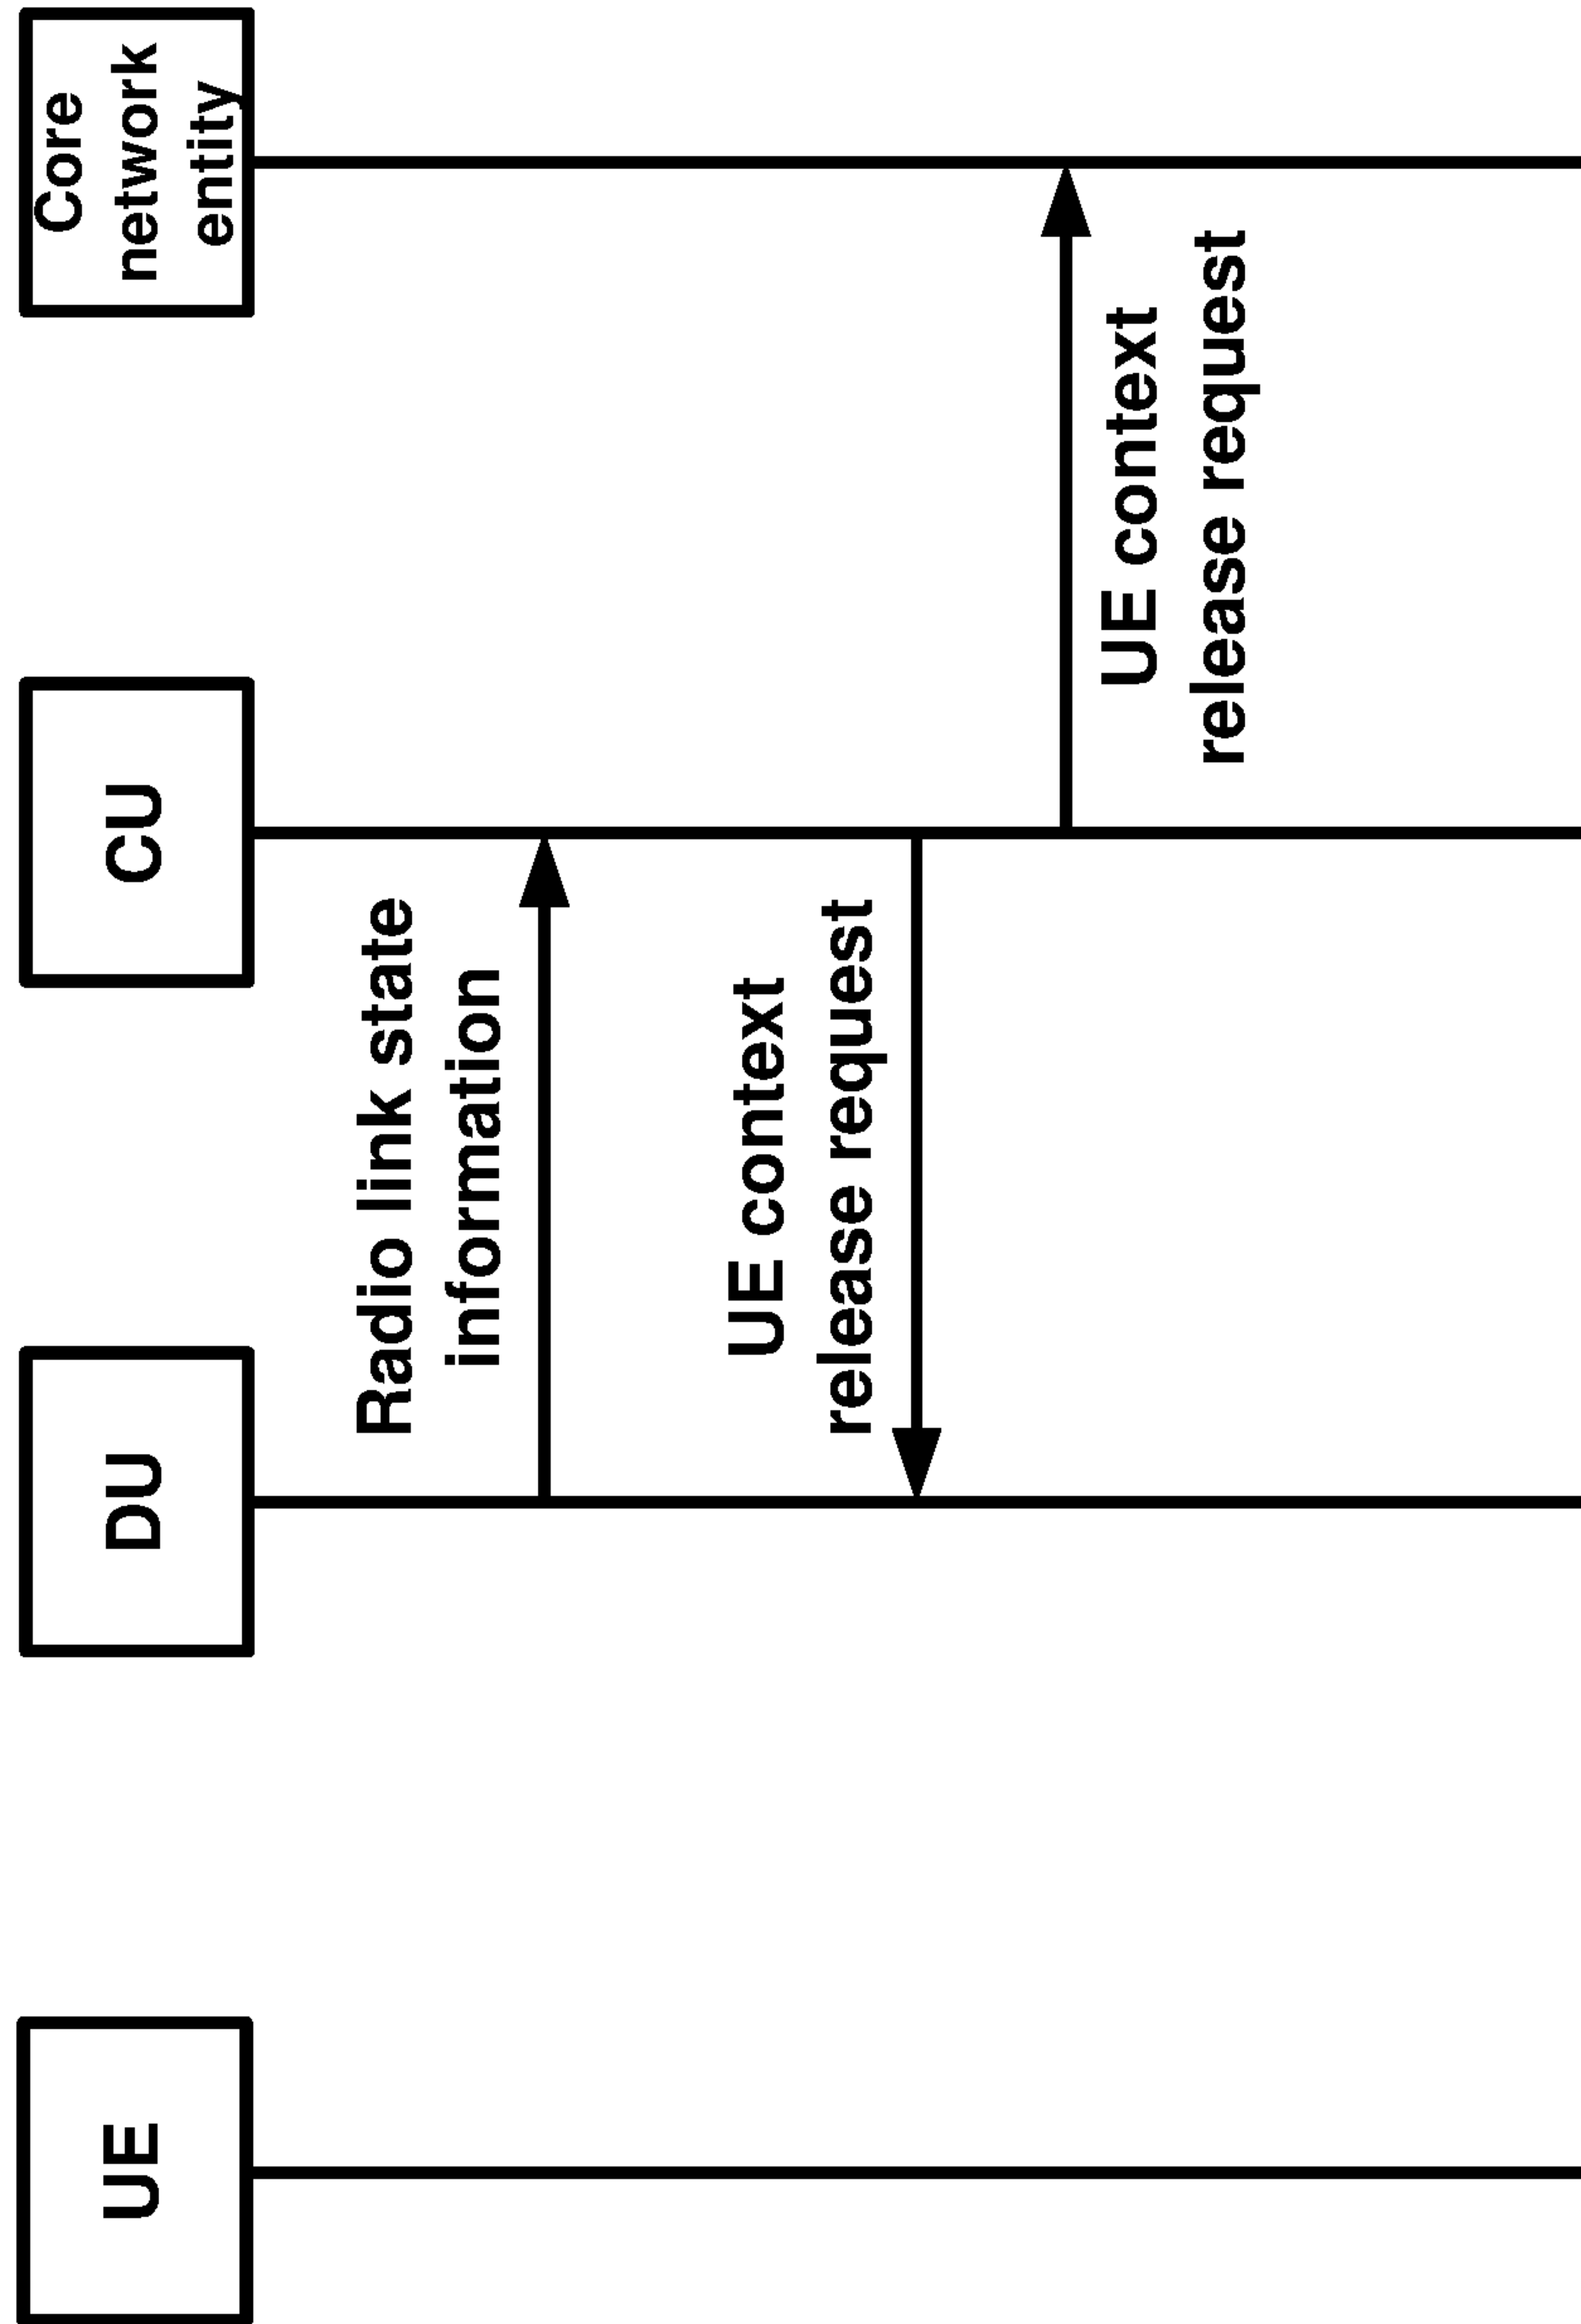 UE
DU
CU
Core
network
entity
Radio link state
information
UE context
release request
UE context
release request